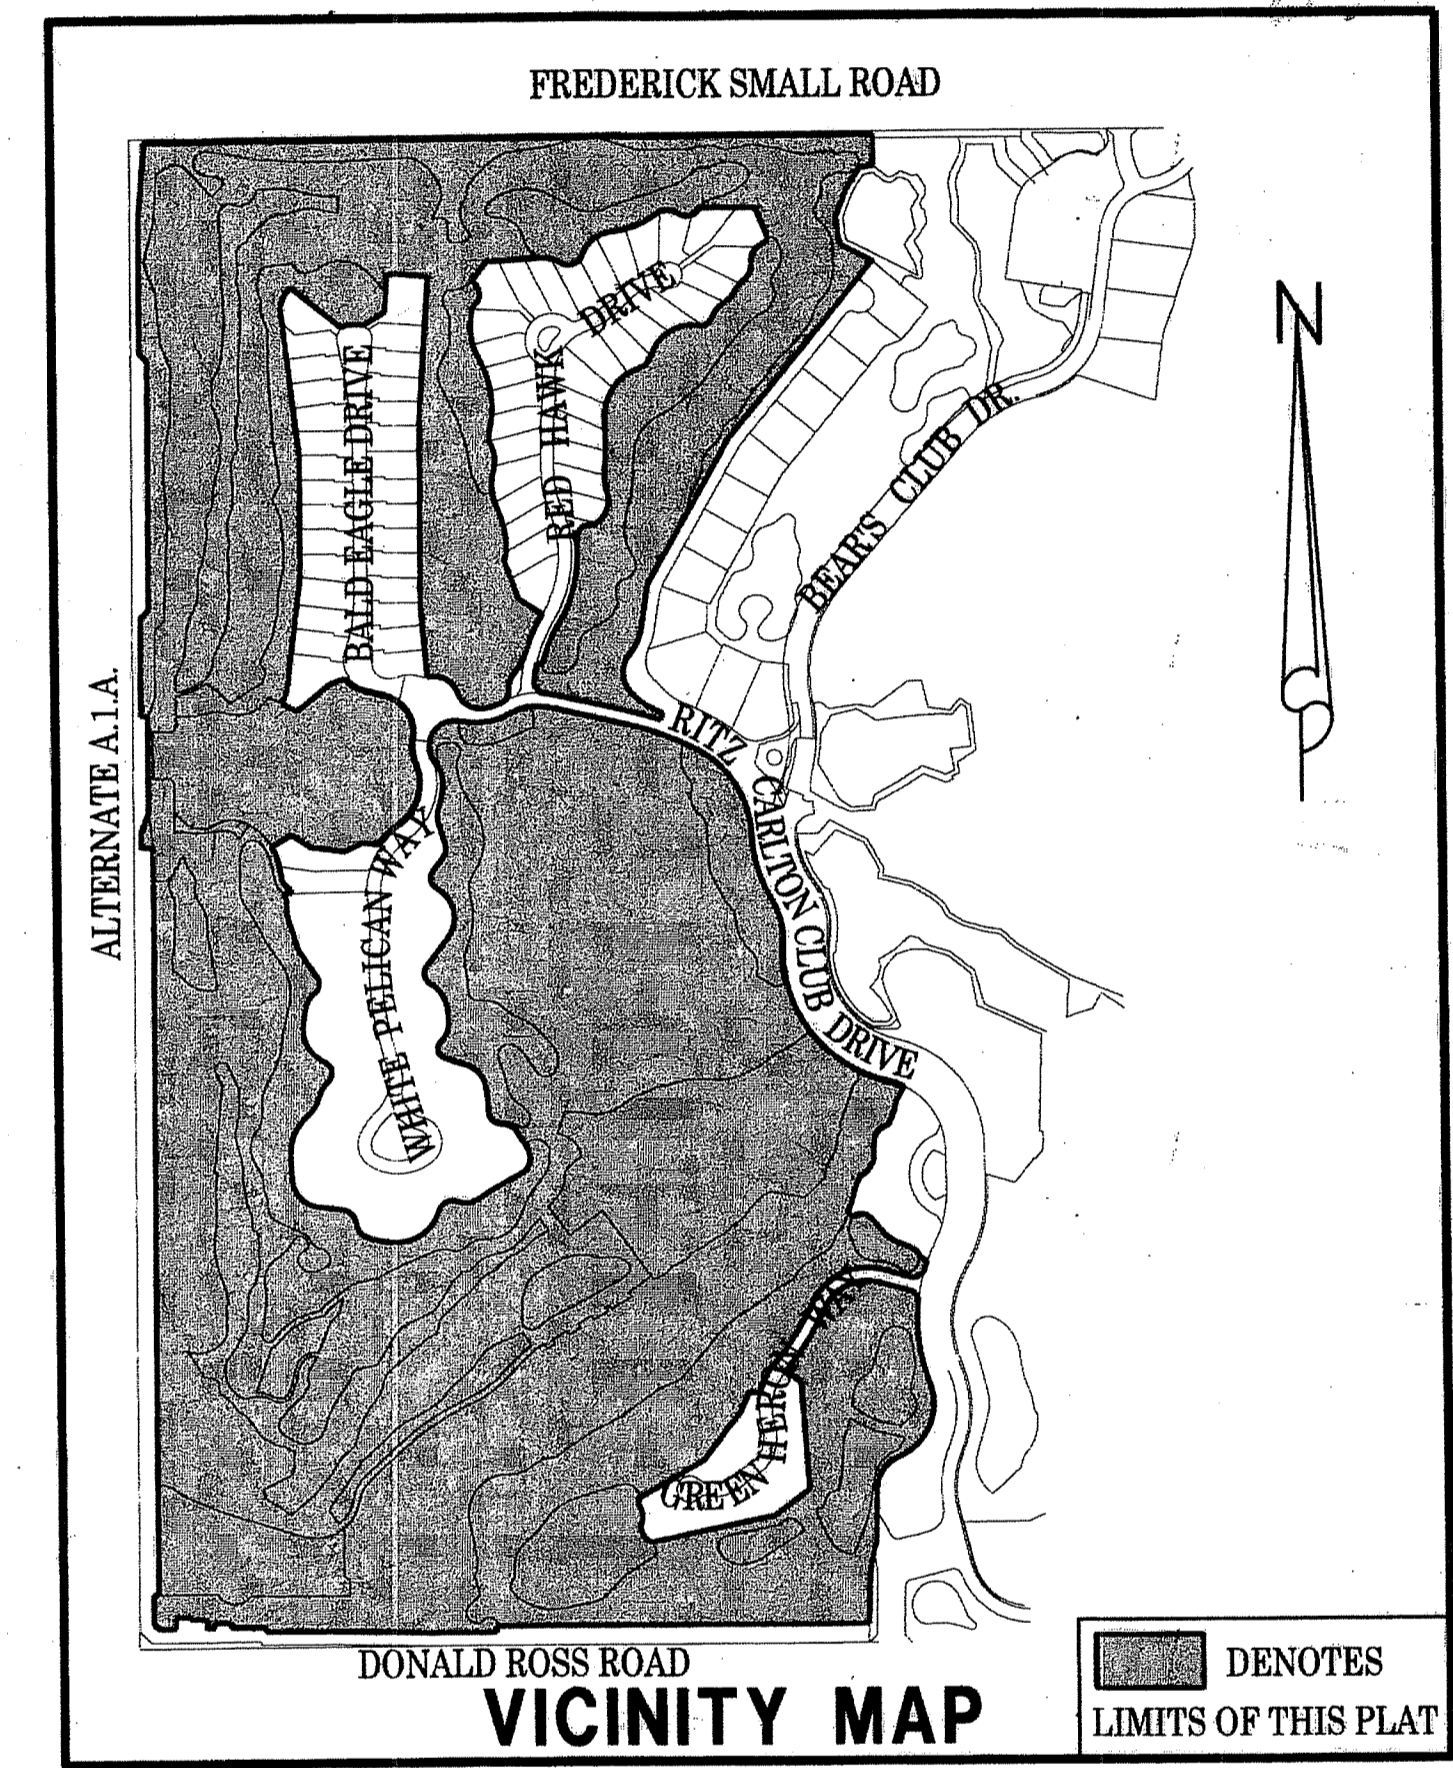 FREDERICK SMALL ROAD
N
RED HAWK DRIVE
BALD EAGLE DRIVE
BEAR'S CLUB DR.
ALTERNATE A.1.A.
RITZ CARLTON CLUB DRIVE
WHITE PELICAN WAY
GREEN HERON WAY
DONALD ROSS ROAD
VICINITY MAP
DENOTES
LIMITS OF THIS PLAT